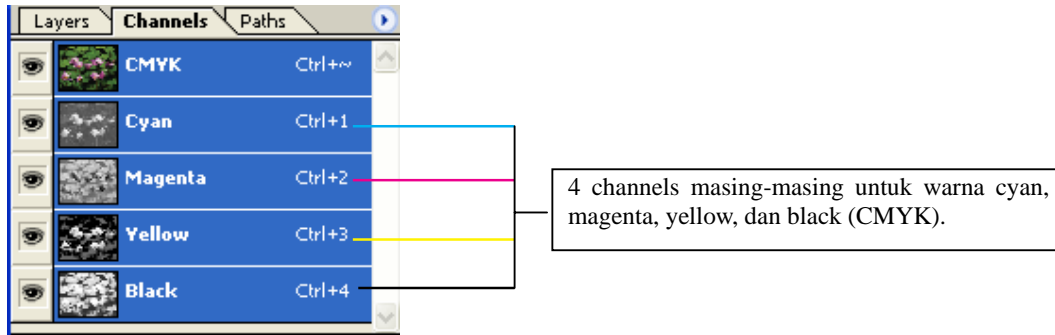 Layers Channels Paths
CMYK Ctrl+~
Cyan Ctrl+1
Magenta Ctrl+2
Yellow Ctrl+3
Black Ctrl+4
4 channels masing-masing untuk warna cyan,
magenta, yellow, dan black (CMYK).